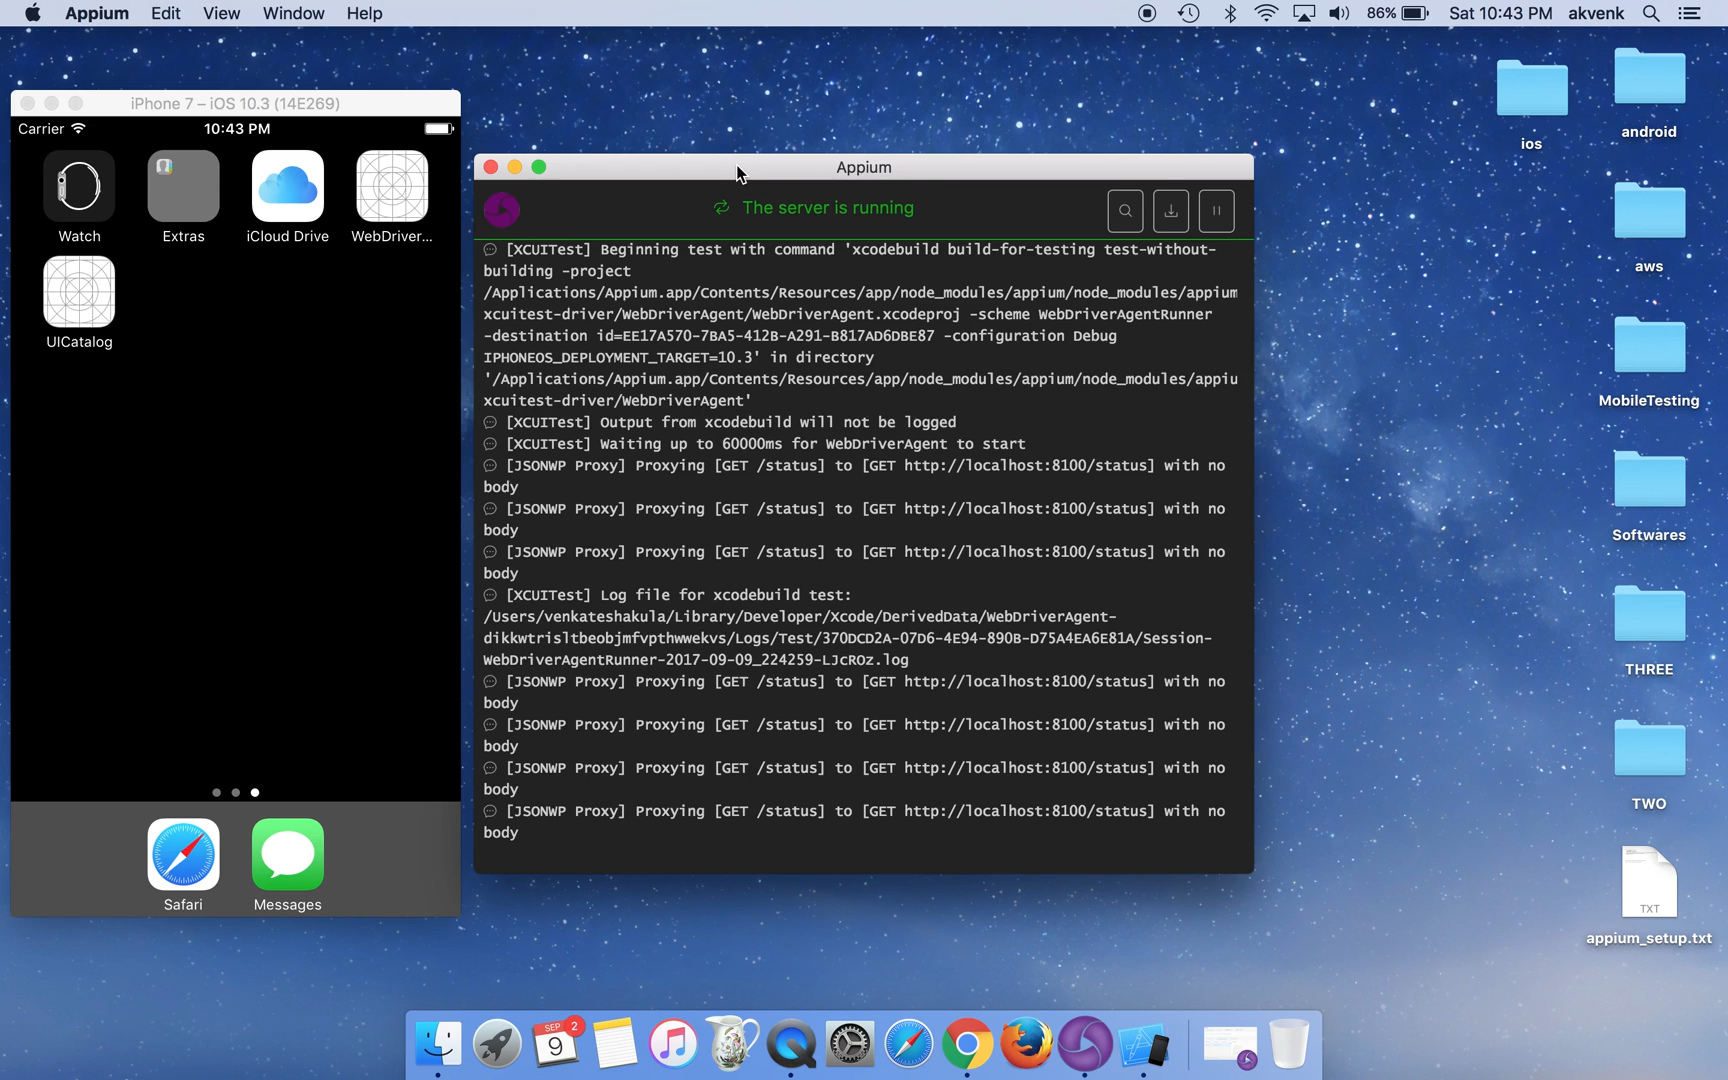 Appium Edit View Window Help
86% Sat 10:43 PM akvenk
iPhone 7 – iOS 10.3 (14E269)
Carrier 10:43 PM
Watch Extras iCloud Drive WebDriver...
UICatalog
Safari Messages
Appium
The server is running
[XCUITest] Beginning test with command 'xcodebuild build-for-testing test-without-
building -project
/Applications/Appium.app/Contents/Resources/app/node_modules/appium/node_modules/appium
xcuitest-driver/WebDriverAgent/WebDriverAgent.xcodeproj -scheme WebDriverAgentRunner
-destination id=EE17A570-7BA5-412B-A291-B817AD6DBE87 -configuration Debug
IPHONEOS_DEPLOYMENT_TARGET=10.3' in directory
'/Applications/Appium.app/Contents/Resources/app/node_modules/appium/node_modules/appiu
xcuitest-driver/WebDriverAgent'
[XCUITest] Output from xcodebuild will not be logged
[XCUITest] Waiting up to 60000ms for WebDriverAgent to start
[JSONWP Proxy] Proxying [GET /status] to [GET http://localhost:8100/status] with no
body
[JSONWP Proxy] Proxying [GET /status] to [GET http://localhost:8100/status] with no
body
[JSONWP Proxy] Proxying [GET /status] to [GET http://localhost:8100/status] with no
body
[XCUITest] Log file for xcodebuild test:
/Users/venkateshakula/Library/Developer/Xcode/DerivedData/WebDriverAgent-
dikkwtrisltbeobjmfvpthwwekvs/Logs/Test/370DCD2A-07D6-4E94-890B-D75A4EA6E81A/Session-
WebDriverAgentRunner-2017-09-09_224259-LJcROz.log
[JSONWP Proxy] Proxying [GET /status] to [GET http://localhost:8100/status] with no
body
[JSONWP Proxy] Proxying [GET /status] to [GET http://localhost:8100/status] with no
body
[JSONWP Proxy] Proxying [GET /status] to [GET http://localhost:8100/status] with no
body
[JSONWP Proxy] Proxying [GET /status] to [GET http://localhost:8100/status] with no
body
ios
android
aws
MobileTesting
Softwares
THREE
TWO
TXT
appium_setup.txt
SEP 2
9